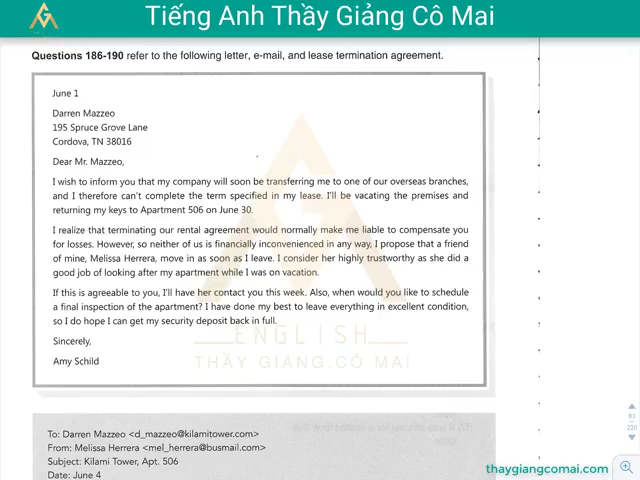 Tiếng Anh Thầy Giảng Cô Mai
Questions 186-190 refer to the following letter, e-mail, and lease termination agreement.
June 1
Darren Mazzeo
195 Spruce Grove Lane
Cordova, TN 38016
Dear Mr. Mazzeo,
I wish to inform you that my company will soon be transferring me to one of our overseas branches,
and I therefore can't complete the term specified in my lease. I'll be vacating the premises and
returning my keys to Apartment 506 on June 30.
I realize that terminating our rental agreement would normally make me liable to compensate you
for losses. However, so neither of us is financially inconvenienced in any way, I propose that a friend
of mine, Melissa Herrera, move in as soon as I leave. I consider her highly trustworthy as she did a
good job of looking after my apartment while I was on vacation.
If this is agreeable to you, I'll have her contact you this week. Also, when would you like to schedule
a final inspection of the apartment? I have done my best to leave everything in excellent condition,
so I do hope I can get my security deposit back in full.
Sincerely,
Amy Schild
ENGLISH
THẦY GIẢNG.CÔ MAI
To: Darren Mazzeo <d_mazzeo@kilamitower.com>
From: Melissa Herrera <mel_herrera@busmail.com>
Subject: Kilami Tower, Apt. 506
Date: June 4
83
220
thaygiangcomai.com